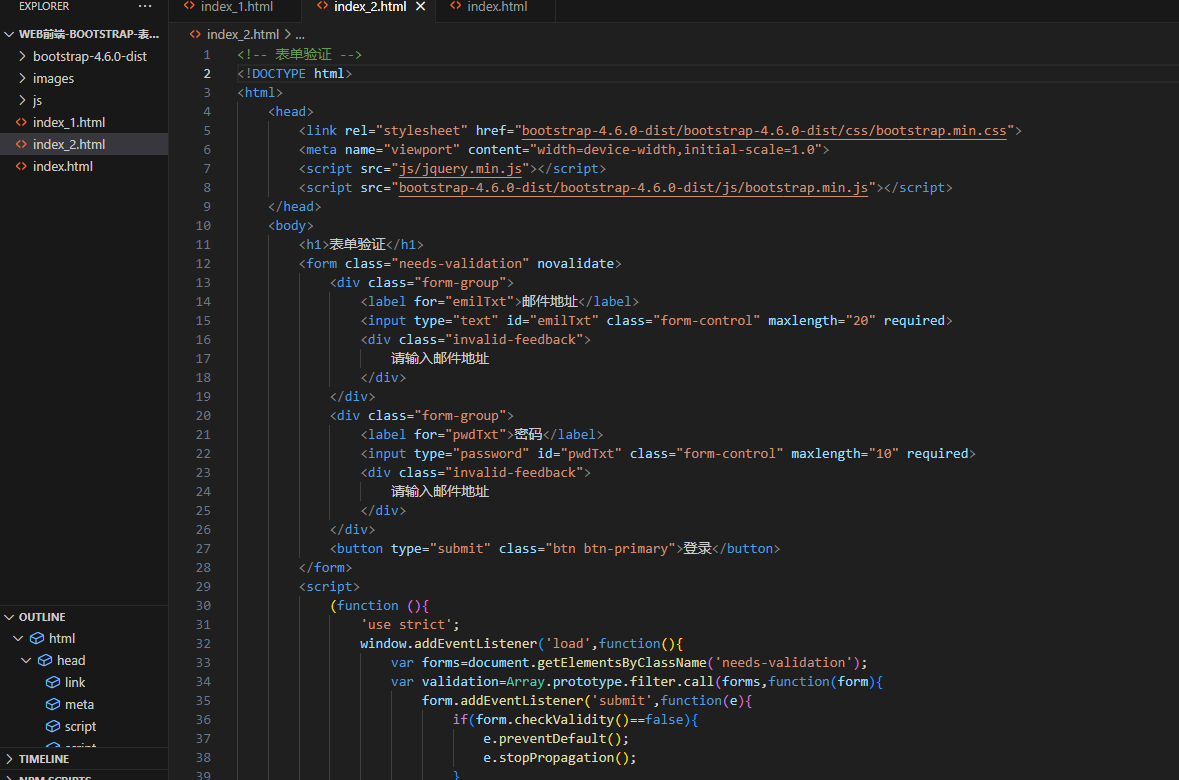 EXPLORER ...
WEB前端-BOOTSTRAP-表...
bootstrap-4.6.0-dist
images
js
index_1.html
index_2.html
index.html
OUTLINE
html
head
link
meta
script
script
TIMELINE
NPM SCRIPTS
index_1.html index_2.html index.html
index_2.html > ...
1 <!-- 表单验证 -->
2 <!DOCTYPE html>
3 <html>
4 <head>
5 <link rel="stylesheet" href="bootstrap-4.6.0-dist/bootstrap-4.6.0-dist/css/bootstrap.min.css">
6 <meta name="viewport" content="width=device-width,initial-scale=1.0">
7 <script src="js/jquery.min.js"></script>
8 <script src="bootstrap-4.6.0-dist/bootstrap-4.6.0-dist/js/bootstrap.min.js"></script>
9 </head>
10 <body>
11 <h1>表单验证</h1>
12 <form class="needs-validation" novalidate>
13 <div class="form-group">
14 <label for="emilTxt">邮件地址</label>
15 <input type="text" id="emilTxt" class="form-control" maxlength="20" required>
16 <div class="invalid-feedback">
17 请输入邮件地址
18 </div>
19 </div>
20 <div class="form-group">
21 <label for="pwdTxt">密码</label>
22 <input type="password" id="pwdTxt" class="form-control" maxlength="10" required>
23 <div class="invalid-feedback">
24 请输入邮件地址
25 </div>
26 </div>
27 <button type="submit" class="btn btn-primary">登录</button>
28 </form>
29 <script>
30 (function (){
31 'use strict';
32 window.addEventListener('load',function(){
33 var forms=document.getElementsByClassName('needs-validation');
34 var validation=Array.prototype.filter.call(forms,function(form){
35 form.addEventListener('submit',function(e){
36 if(form.checkValidity()==false){
37 e.preventDefault();
38 e.stopPropagation();
39 }